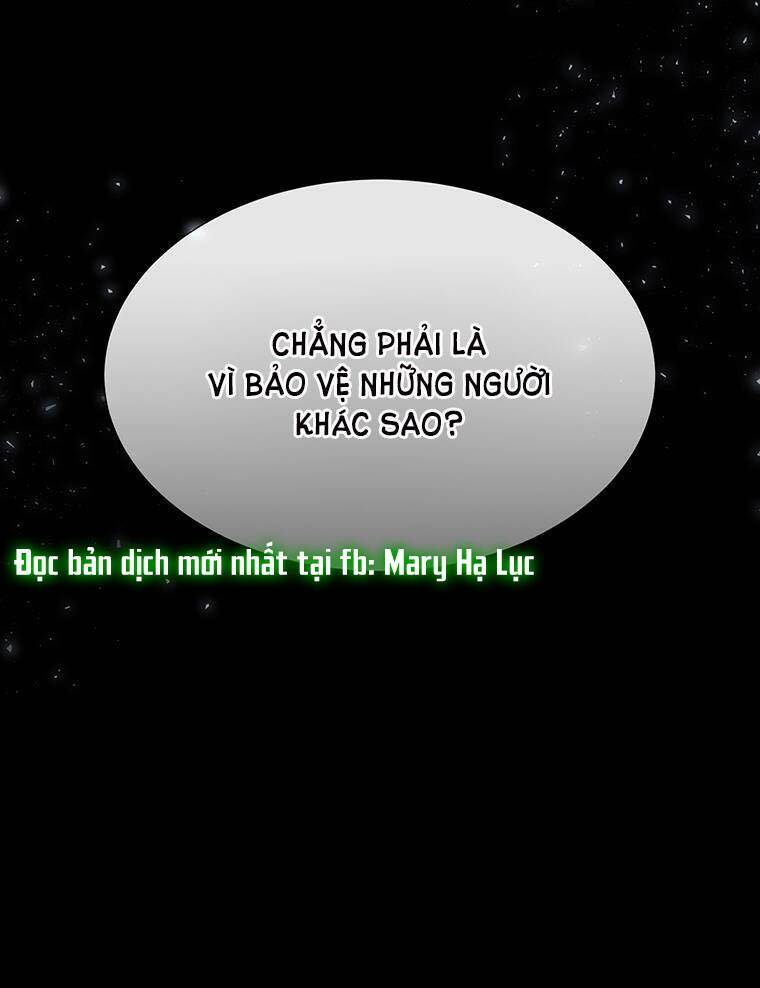 CHẲNG PHẢI LÀ
VÌ BẢO VỆ NHỮNG NGƯỜI
KHÁC SAO?
Đọc bản dịch mới nhất tại fb: Mary Hạ Lục